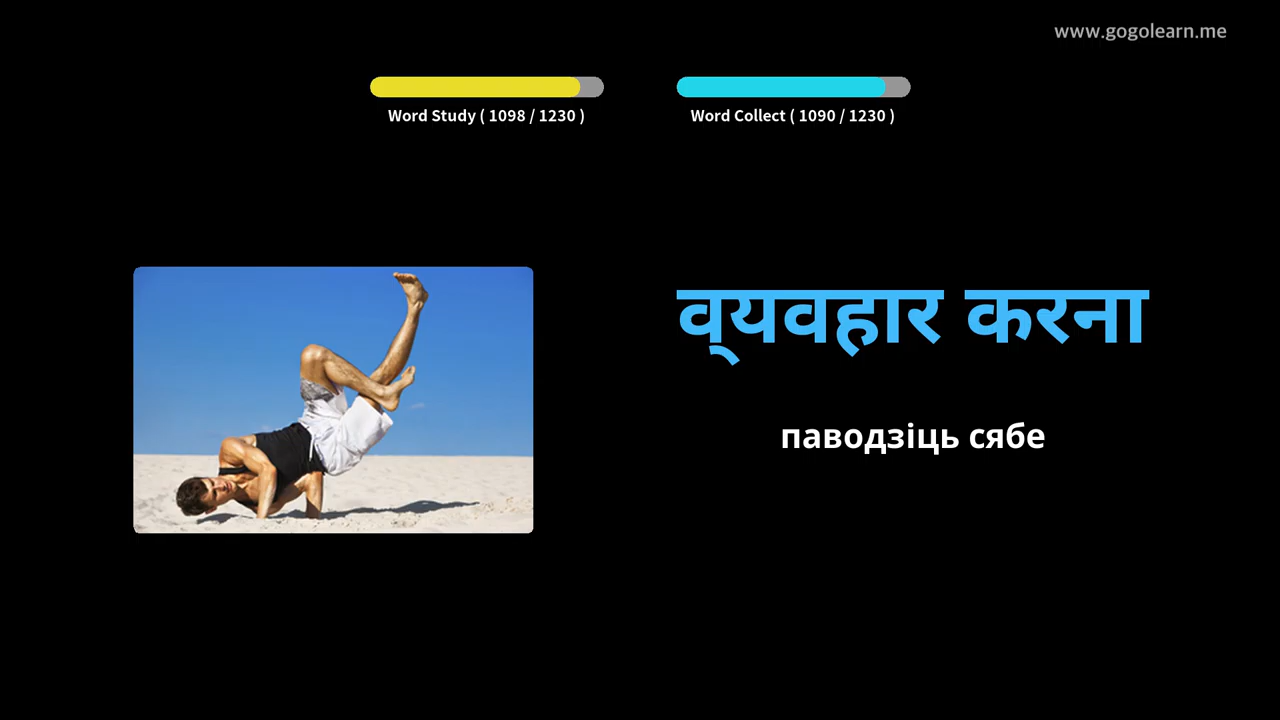 www.gogolearn.me
Word Study ( 1098 / 1230 )
Word Collect ( 1090 / 1230 )
व्यवहार करना
паводзіць сябе